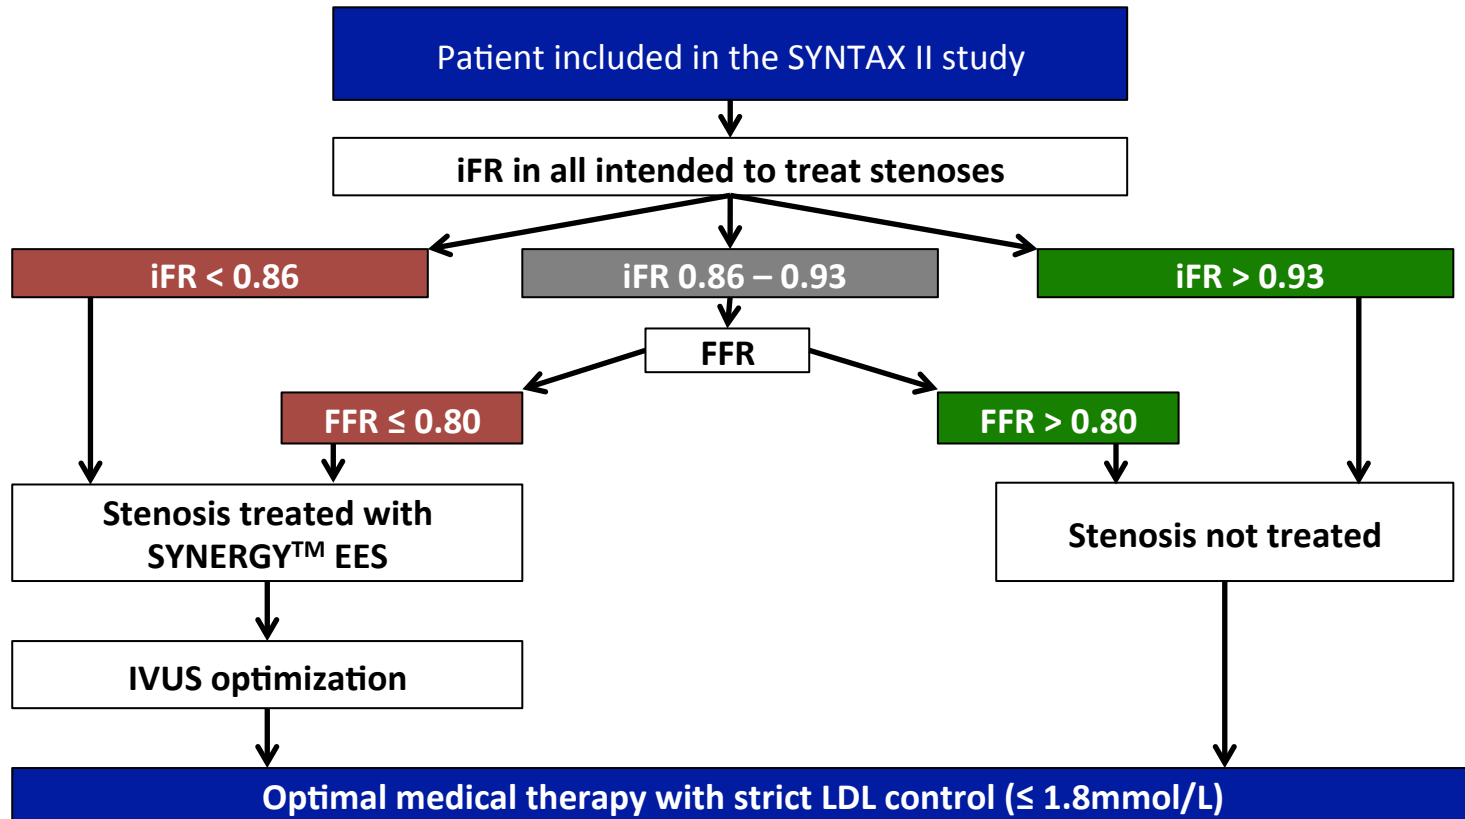 Patient included in the SYNTAX II study
iFR in all intended to treat stenoses
iFR < 0.86
iFR 0.86 – 0.93
iFR > 0.93
FFR
FFR ≤ 0.80
FFR > 0.80
Stenosis treated with
SYNERGY™ EES
Stenosis not treated
IVUS optimization
Optimal medical therapy with strict LDL control (≤ 1.8mmol/L)